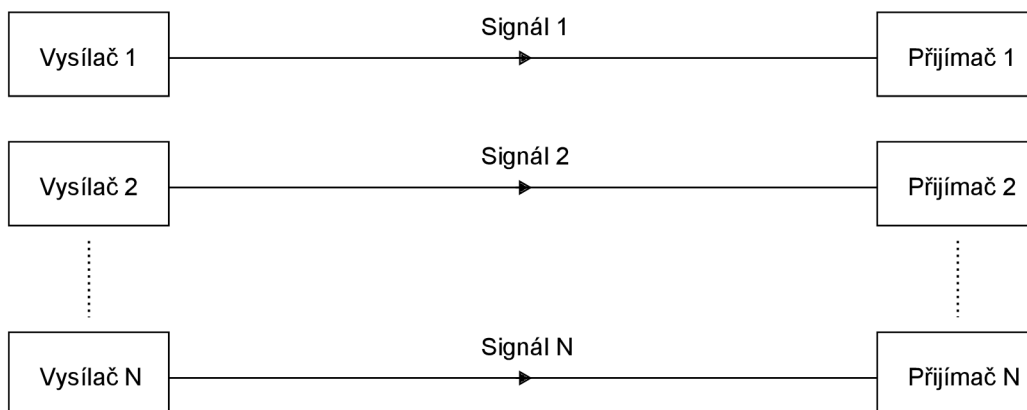 Signál 1
Vysílač 1
Přijímač 1
Signál 2
Vysílač 2
Přijímač 2
Signál N
Vysílač N
Přijímač N